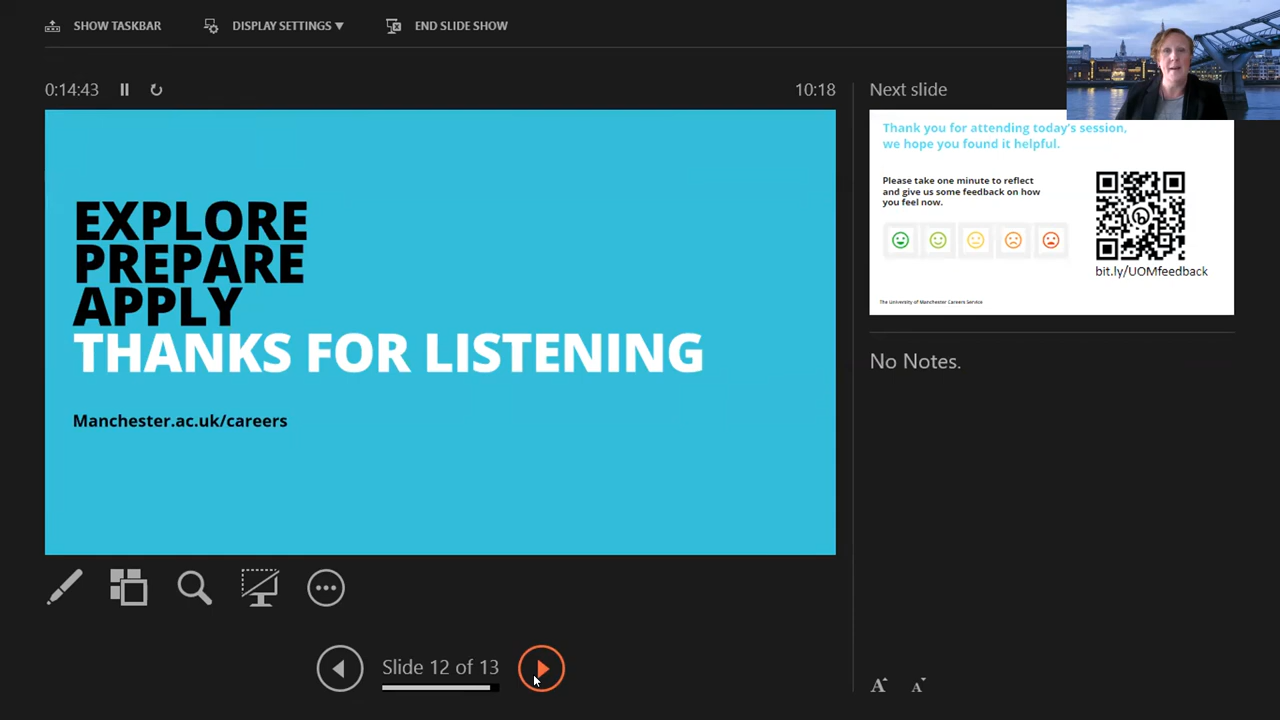 SHOW TASKBAR
DISPLAY SETTINGS ▼
END SLIDE SHOW
0:14:43
10:18
EXPLORE
PREPARE
APPLY
THANKS FOR LISTENING
Manchester.ac.uk/careers
Slide 12 of 13
Next slide
Thank you for attending today's session,
we hope you found it helpful.
Please take one minute to reflect
and give us some feedback on how
you feel now.
bit.ly/UOMfeedback
The University of Manchester Careers Service
No Notes.
A A